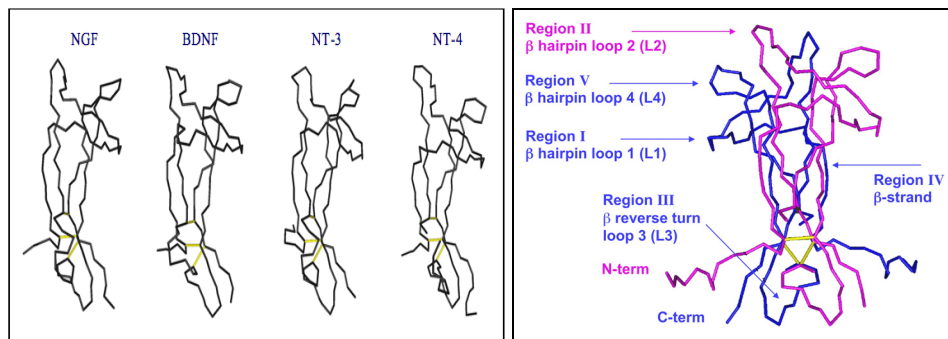 NGF
BDNF
NT-3
NT-4
Region II
β hairpin loop 2 (L2)
Region V
β hairpin loop 4 (L4)
Region I
β hairpin loop 1 (L1)
Region IV
β-strand
Region III
β reverse turn
loop 3 (L3)
N-term
C-term